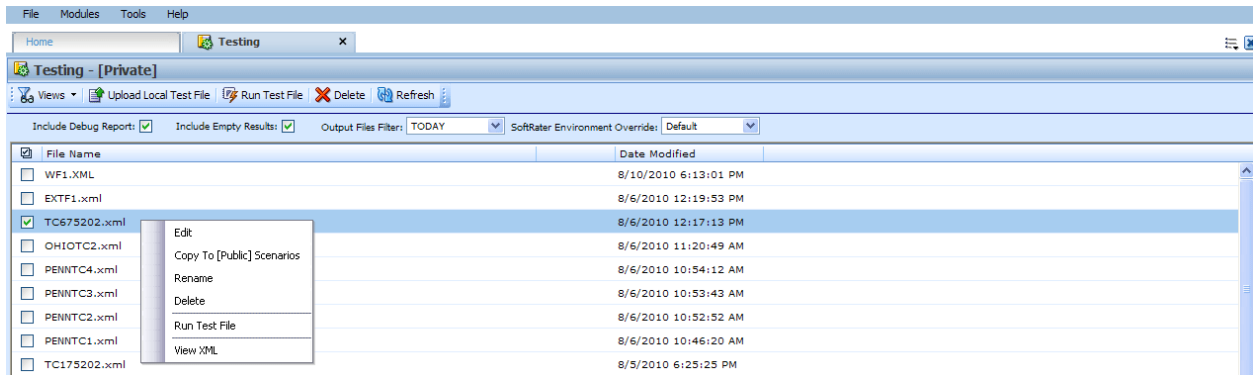 File Modules Tools Help
Home Testing x
Testing - [Private]
Views Upload Local Test File Run Test File Delete Refresh
Include Debug Report: Include Empty Results: Output Files Filter: TODAY SoftRater Environment Override: Default
File Name Date Modified
WF1.XML 8/10/2010 6:13:01 PM
EXTF1.xml 8/6/2010 12:19:53 PM
TC675202.xml 8/6/2010 12:17:13 PM
Edit
OHIOTC2.xml 8/6/2010 11:20:49 AM
Copy To [Public] Scenarios
PENNTC4.xml 8/6/2010 10:54:12 AM
Rename
PENNTC3.xml 8/6/2010 10:53:43 AM
Delete
PENNTC2.xml 8/6/2010 10:52:52 AM
Run Test File
PENNTC1.xml 8/6/2010 10:46:20 AM
View XML
TC175202.xml 8/5/2010 6:25:25 PM